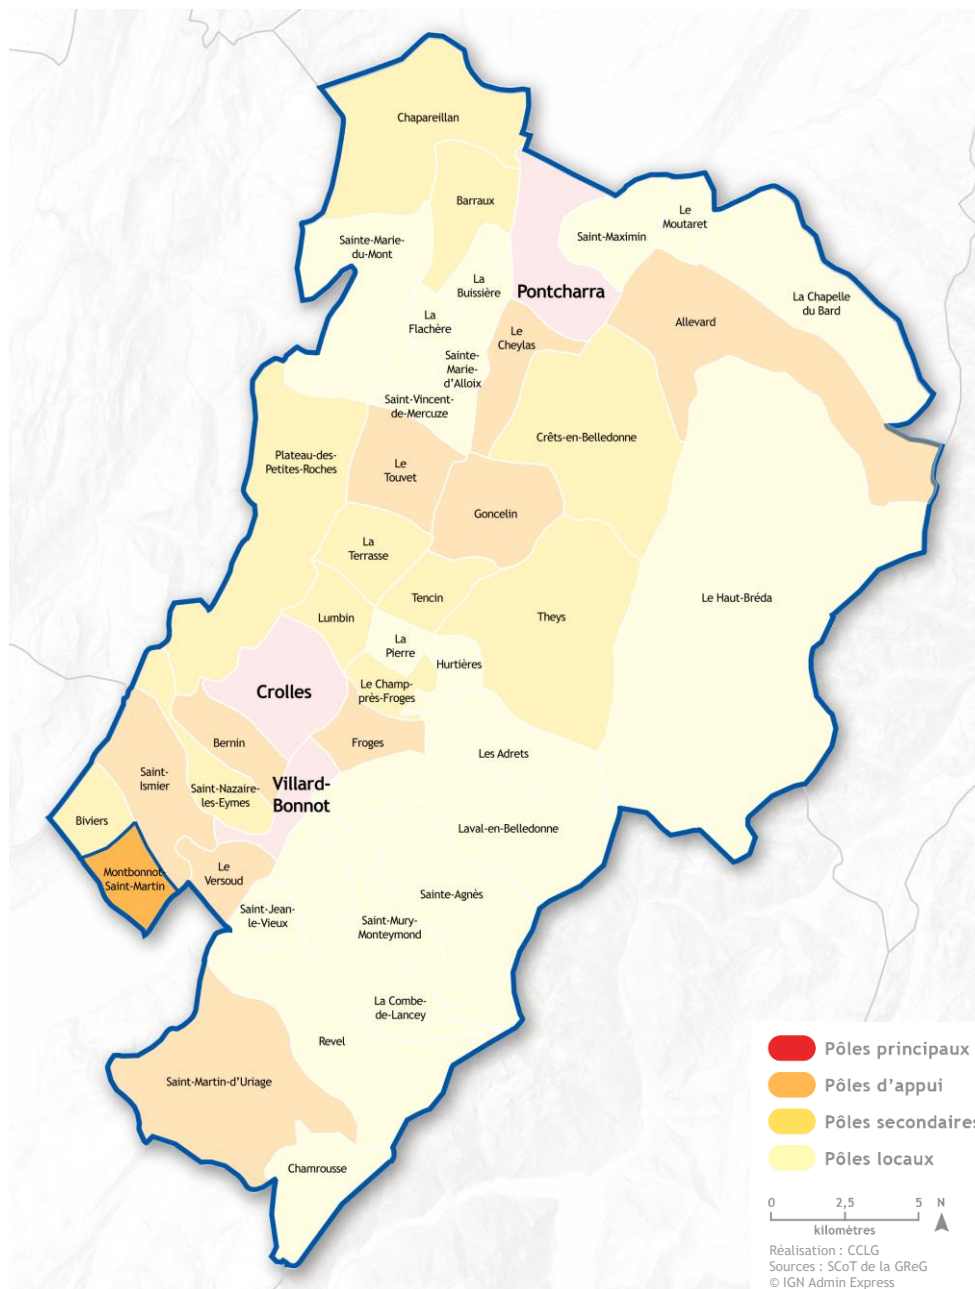 Chapareillan
Barraux
Le
Moutaret
Saint-Maximin
Sainte-Marie-
du-Mont
La
Buissière
Pontcharra
La Chapelle
du Bard
La
Flachère
Le
Cheylas
Allevard
Sainte-
Marie-
d'Alloix
Saint-Vincent-
de-Mercuze
Crêts-en-Belledonne
Plateau-des-
Petites-Roches
Le
Touvet
Goncelin
La
Terrasse
Tencin
Le Haut-Bréda
Lumbin
Theys
La
Pierre
Hurtières
Crolles
Le Champ-
près-Froges
Bernin
Froges
Les Adrets
Saint-
Ismier
Saint-Nazaire-
les-Eymes
Villard-
Bonnot
Biviers
Laval-en-Belledonne
Montbonnot-
Saint-Martin
Le
Versoud
Sainte-Agnès
Saint-Jean-
le-Vieux
Saint-Mury-
Monteymond
La Combe-
de-Lancey
Revel
Saint-Martin-d'Uriage
Chamrousse
Pôles principaux
Pôles d'appui
Pôles secondaires
Pôles locaux
0 2,5 5 N
kilomètres
Réalisation : CCLG
Sources : SCoT de la GReG
© IGN Admin Express